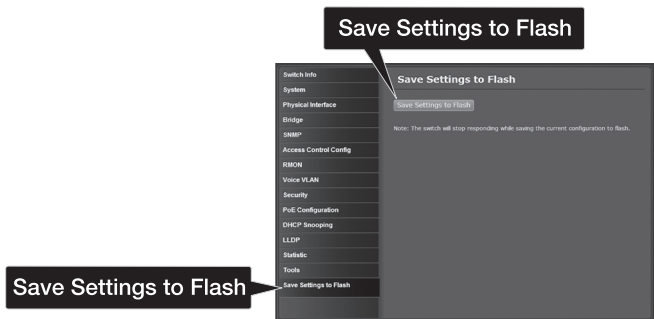 Save Settings to Flash
Switch Info
System
Physical Interface
Bridge
SNMP
Access Control Config
RMON
Voice VLAN
Security
PoE Configuration
DHCP Snooping
LLDP
Statistic
Tools
Save Settings to Flash
Save Settings to Flash
Save Settings to Flash
Note: The switch will stop responding while saving the current configuration to flash.
Save Settings to Flash